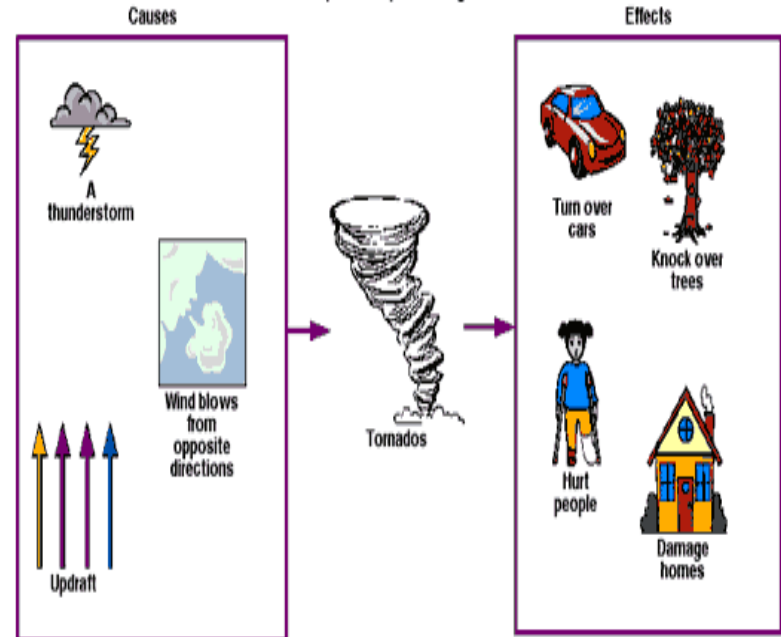 Causes
Effects
A
thunderstorm
Wind blows
from
opposite
directions
Updraft
Tornados
Turn over
cars
Knock over
trees
Hurt
people
Damage
homes